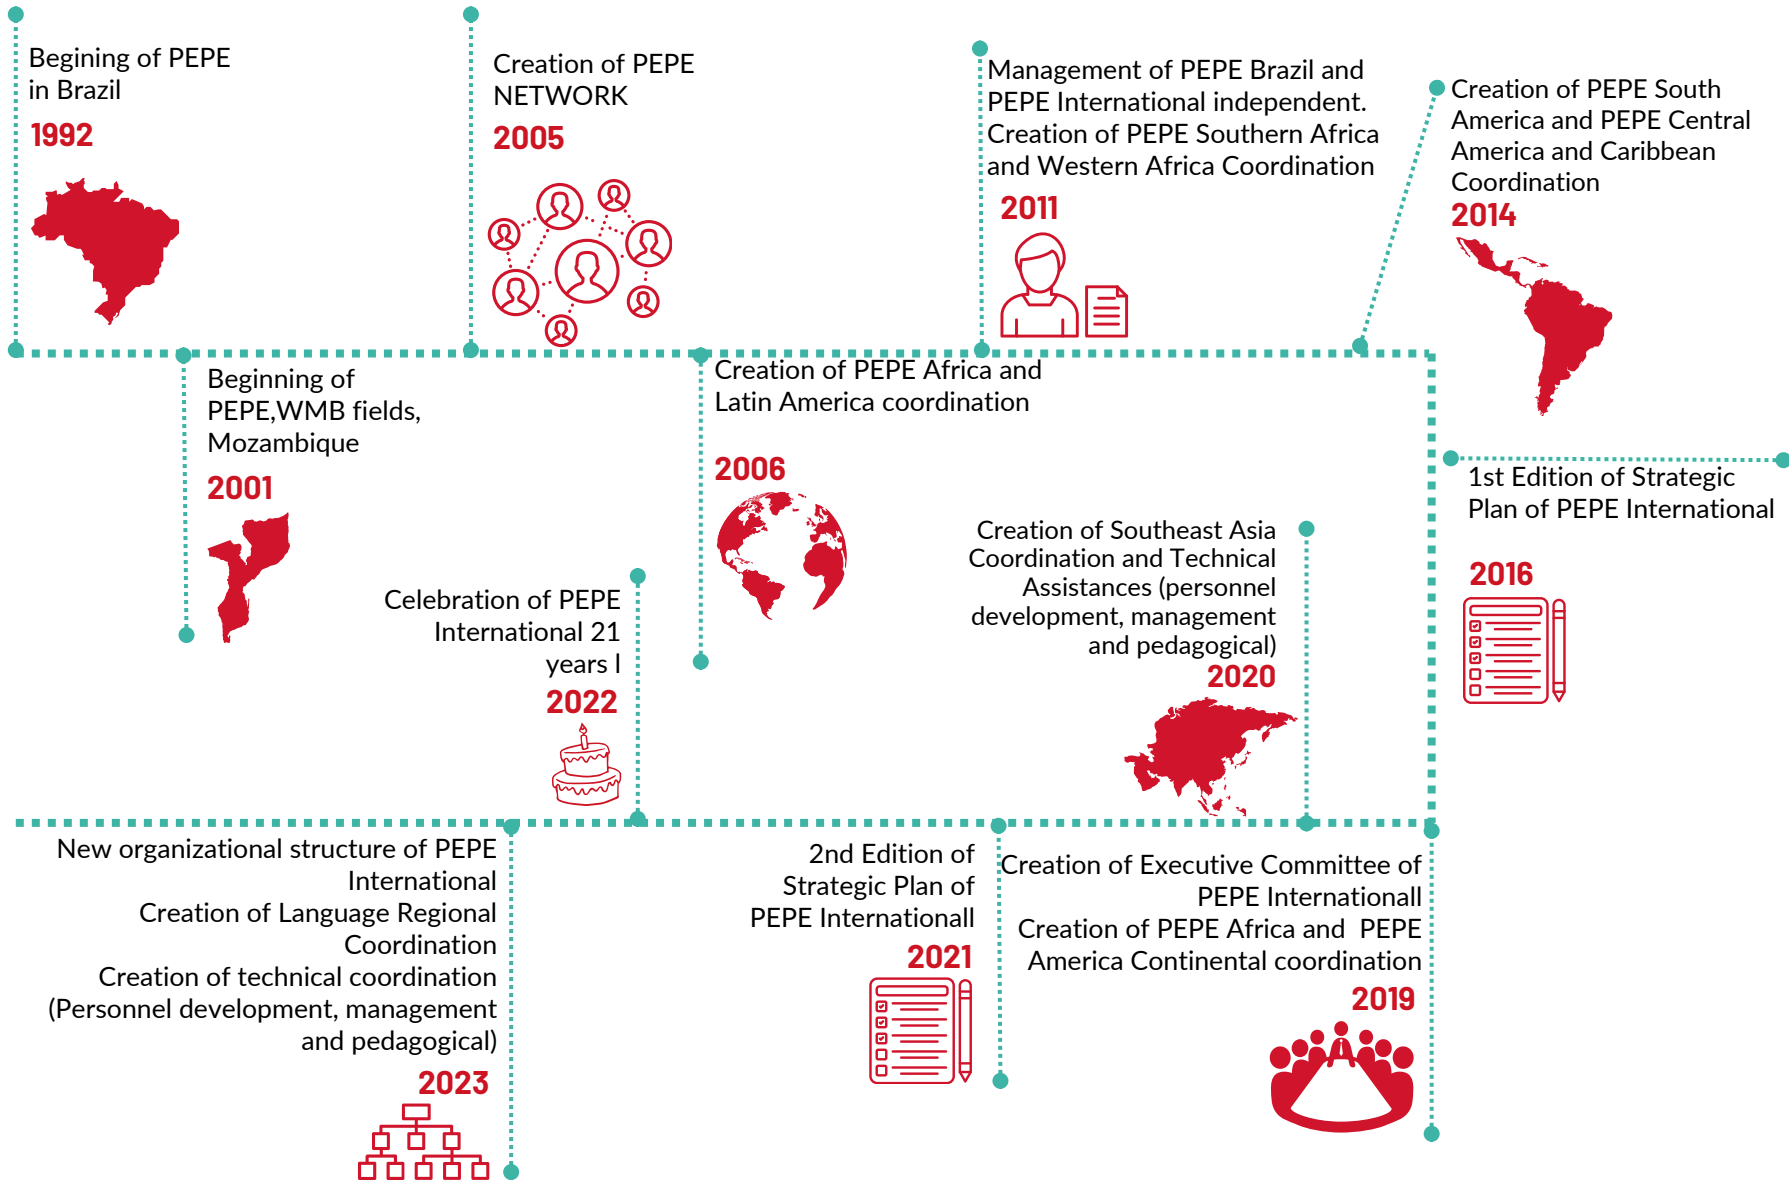 Begining of PEPE
in Brazil
1992
Creation of PEPE
NETWORK
2005
Management of PEPE Brazil and
PEPE International independent.
Creation of PEPE Southern Africa
and Western Africa Coordination
2011
Creation of PEPE South
America and PEPE Central
America and Caribbean
Coordination
2014
Beginning of
PEPE,WMB fields,
Mozambique
2001
Creation of PEPE Africa and
Latin America coordination
2006
1st Edition of Strategic
Plan of PEPE International
2016
Celebration of PEPE
International 21
years l
2022
Creation of Southeast Asia
Coordination and Technical
Assistances (personnel
development, management
and pedagogical)
2020
New organizational structure of PEPE
International
Creation of Language Regional
Coordination
Creation of technical coordination
(Personnel development, management
and pedagogical)
2023
2nd Edition of
Strategic Plan of
PEPE Internationall
2021
Creation of Executive Committee of
PEPE Internationall
Creation of PEPE Africa and  PEPE
America Continental coordination
2019